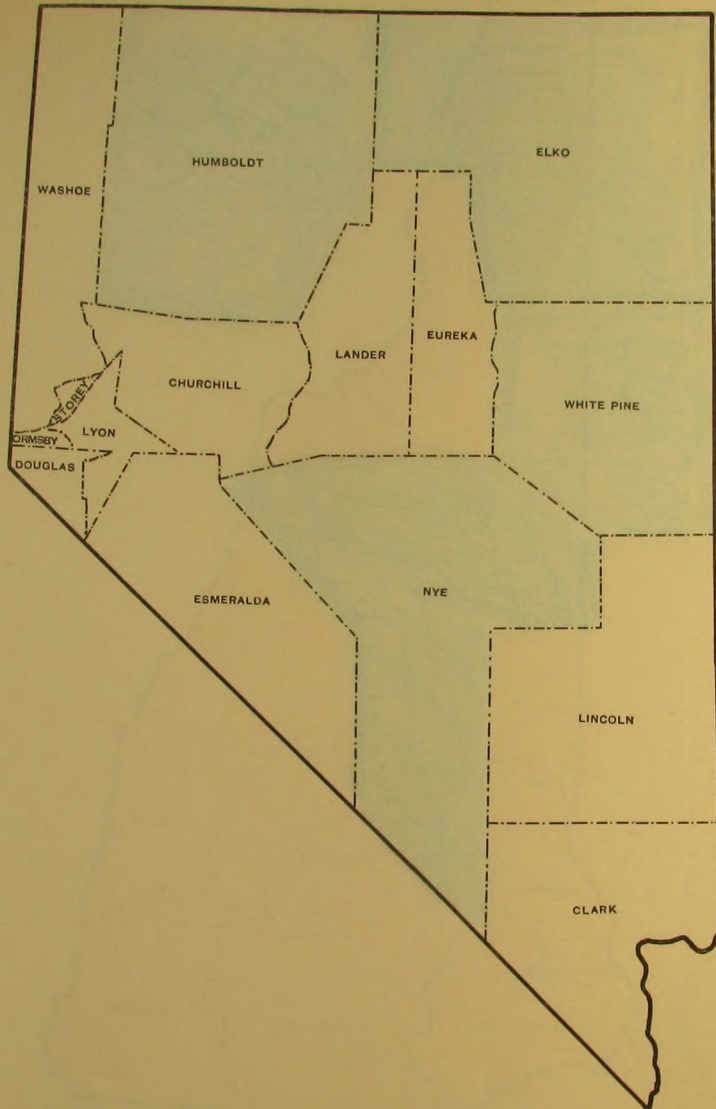 ELKO
HUMBOLDT
WASHOE
EUREKA
LANDER
CHURCHILL
STOREY
WHITE PINE
LYON
ORMSBY
DOUGLAS
NYE
ESMERALDA
LINCOLN
CLARK